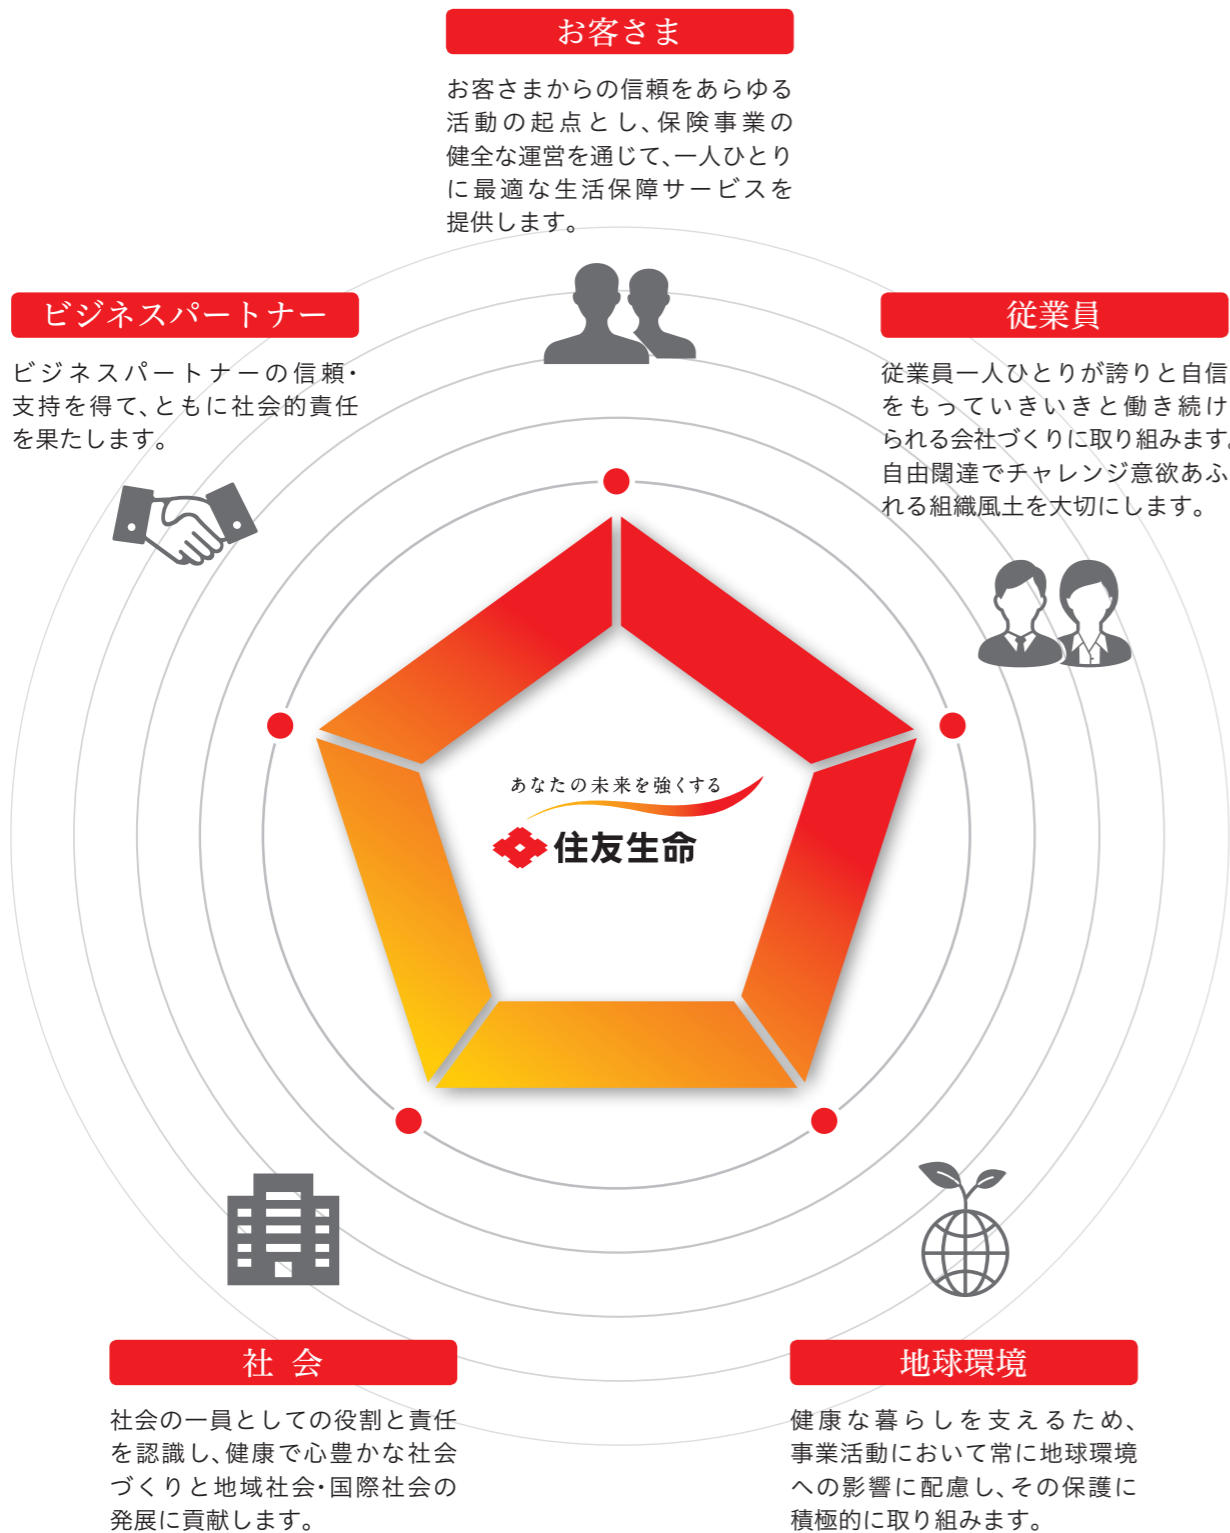 お客さま
お客さまからの信頼をあらゆる
活動の起点とし、保険事業の
健全な運営を通じて、一人ひとり
に最適な生活保障サービスを
提供します。
ビジネスパートナー
ビジネスパートナーの信頼・
支持を得て、ともに社会的責任
を果たします。
従業員
従業員一人ひとりが誇りと自信
をもっていきいきと働き続け
られる会社づくりに取り組みます。
自由闊達でチャレンジ意欲あふ
れる組織風土を大切にします。
あなたの未来を強くする
住友生命
社会
社会の一員としての役割と責任
を認識し、健康で心豊かな社会
づくりと地域社会・国際社会の
発展に貢献します。
地球環境
健康な暮らしを支えるため、
事業活動において常に地球環境
への影響に配慮し、その保護に
積極的に取り組みます。